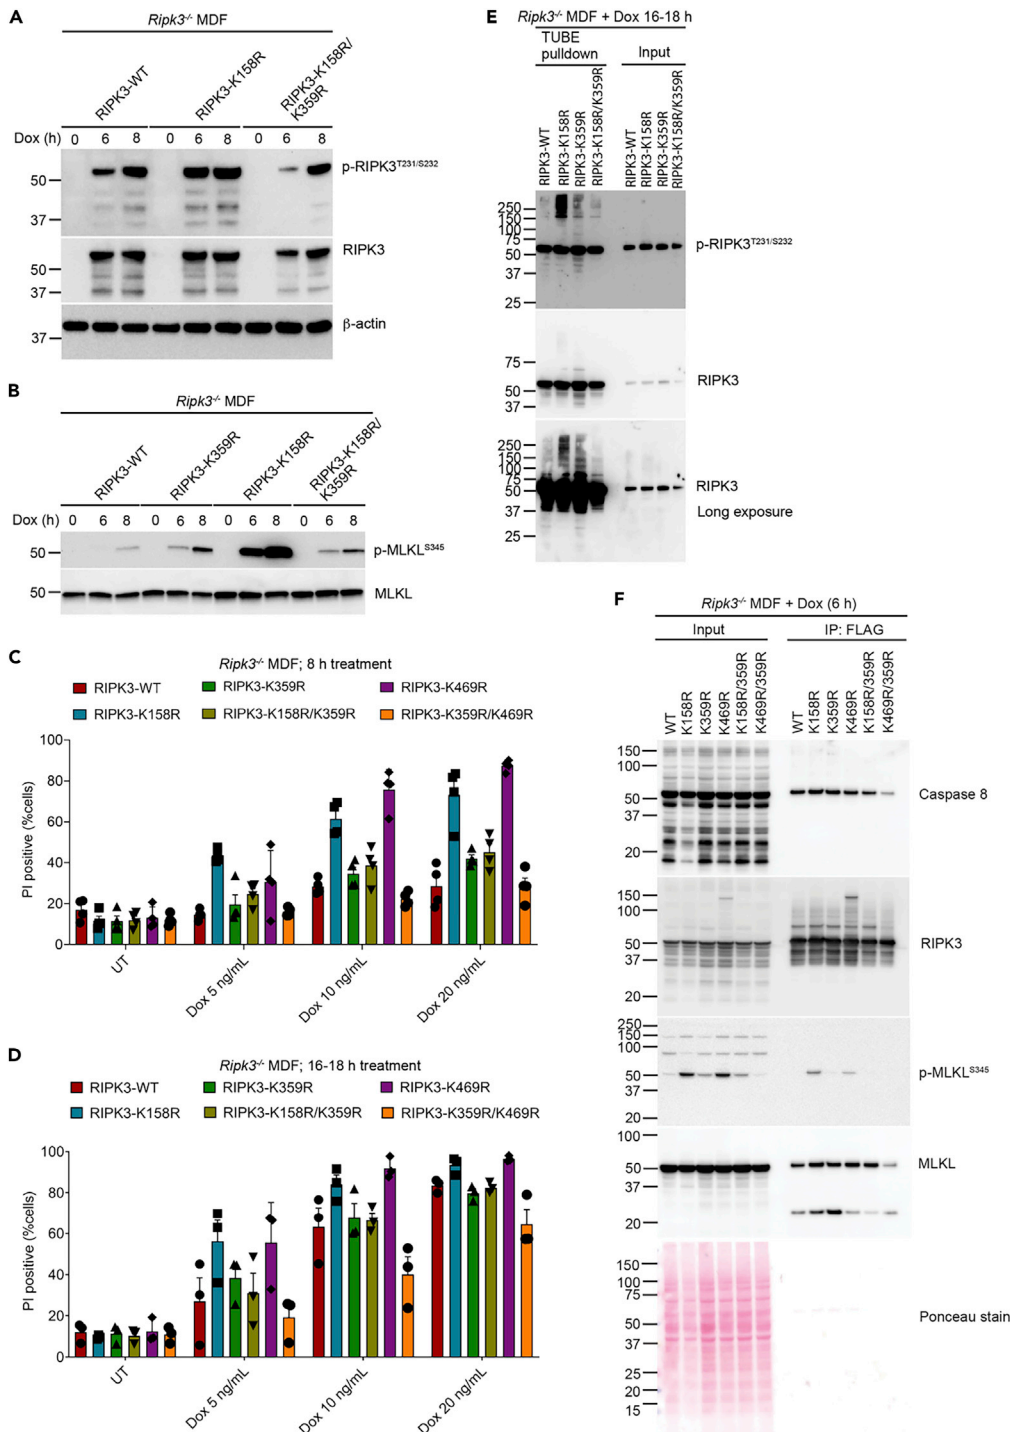 A
Ripk3-/- MDF
RIPK3-WT
RIPK3-K158R
RIPK3-K158R/
K359R
Dox (h) 0 6 8 0 6 8 0 6 8
50
37
p-RIPK3T231/S232
50
37
RIPK3
37
β-actin
B
Ripk3-/- MDF
RIPK3-WT
RIPK3-K359R
RIPK3-K158R
RIPK3-K158R/
K359R
Dox (h) 0 6 8 0 6 8 0 6 8 0 6 8
50
p-MLKLS345
50
MLKL
C
Ripk3-/- MDF; 8 h treatment
RIPK3-WT RIPK3-K359R RIPK3-K469R
RIPK3-K158R RIPK3-K158R/K359R RIPK3-K359R/K469R
PI positive (%cells)
100
80
60
40
20
0
UT
Dox 5 ng/mL
Dox 10 ng/mL
Dox 20 ng/mL
D
Ripk3-/- MDF; 16-18 h treatment
RIPK3-WT RIPK3-K359R RIPK3-K469R
RIPK3-K158R RIPK3-K158R/K359R RIPK3-K359R/K469R
PI positive (%cells)
100
80
60
40
20
0
UT
Dox 5 ng/mL
Dox 10 ng/mL
Dox 20 ng/mL
E
Ripk3-/- MDF + Dox 16-18 h
TUBE
pulldown
Input
RIPK3-WT
RIPK3-K158R
RIPK3-K359R
RIPK3-K158R/K359R
RIPK3-WT
RIPK3-K158R
RIPK3-K359R
RIPK3-K158R/K359R
250
150
100
75
50
37
25
p-RIPK3T231/S232
75
50
37
RIPK3
250
150
100
75
50
37
25
RIPK3
Long exposure
F
Ripk3-/- MDF + Dox (6 h)
Input
IP: FLAG
WT
K158R
K359R
K469R
K158R/359R
K469R/359R
WT
K158R
K359R
K469R
K158R/359R
K469R/359R
150
100
50
37
20
Caspase 8
150
100
50
37
20
RIPK3
250
150
100
50
37
20
p-MLKLS345
100
50
37
20
MLKL
150
100
75
50
37
25
20
15
Ponceau stain